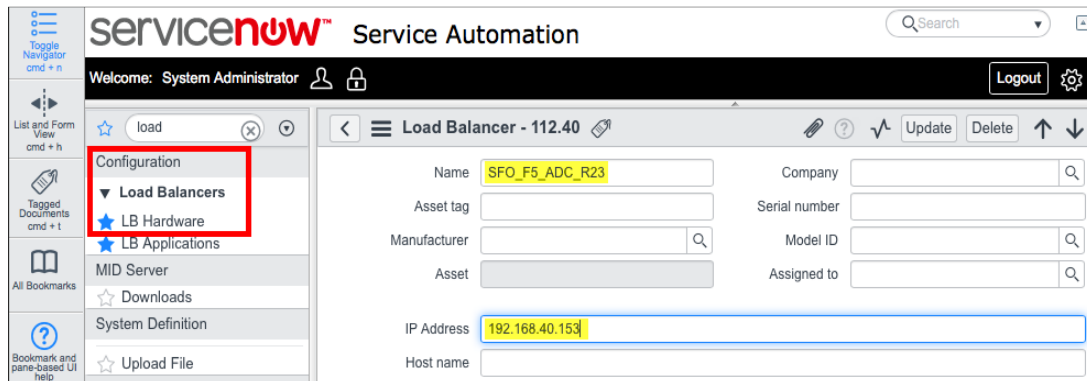 servicenow™ Service Automation
Search
Toggle
Navigator
cmd + n
Welcome: System Administrator
Logout
List and Form
View
cmd + h
load
Load Balancer - 112.40
Update
Delete
Configuration
Load Balancers
LB Hardware
LB Applications
MID Server
Downloads
System Definition
Upload File
Tagged
Documents
cmd + t
All Bookmarks
Bookmark and
pane-based UI
help
Name SFO_F5_ADC_R23
Company
Asset tag
Serial number
Manufacturer
Model ID
Asset
Assigned to
IP Address 192.168.40.153
Host name